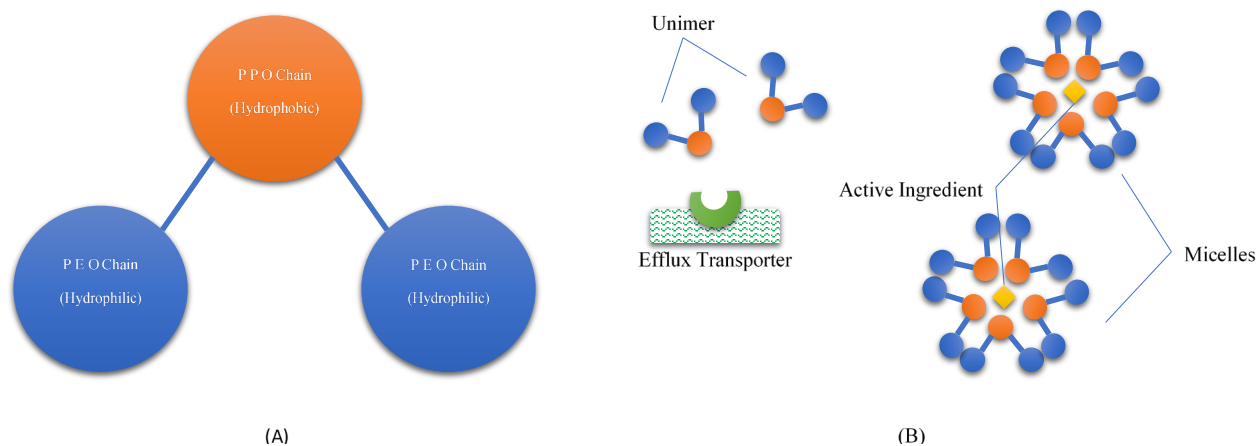 P P O Chain
(Hydrophobic)
P E O Chain
(Hydrophilic)
P E O Chain
(Hydrophilic)
(A)
Unimer
Efflux Transporter
Active Ingredient
Micelles
(B)